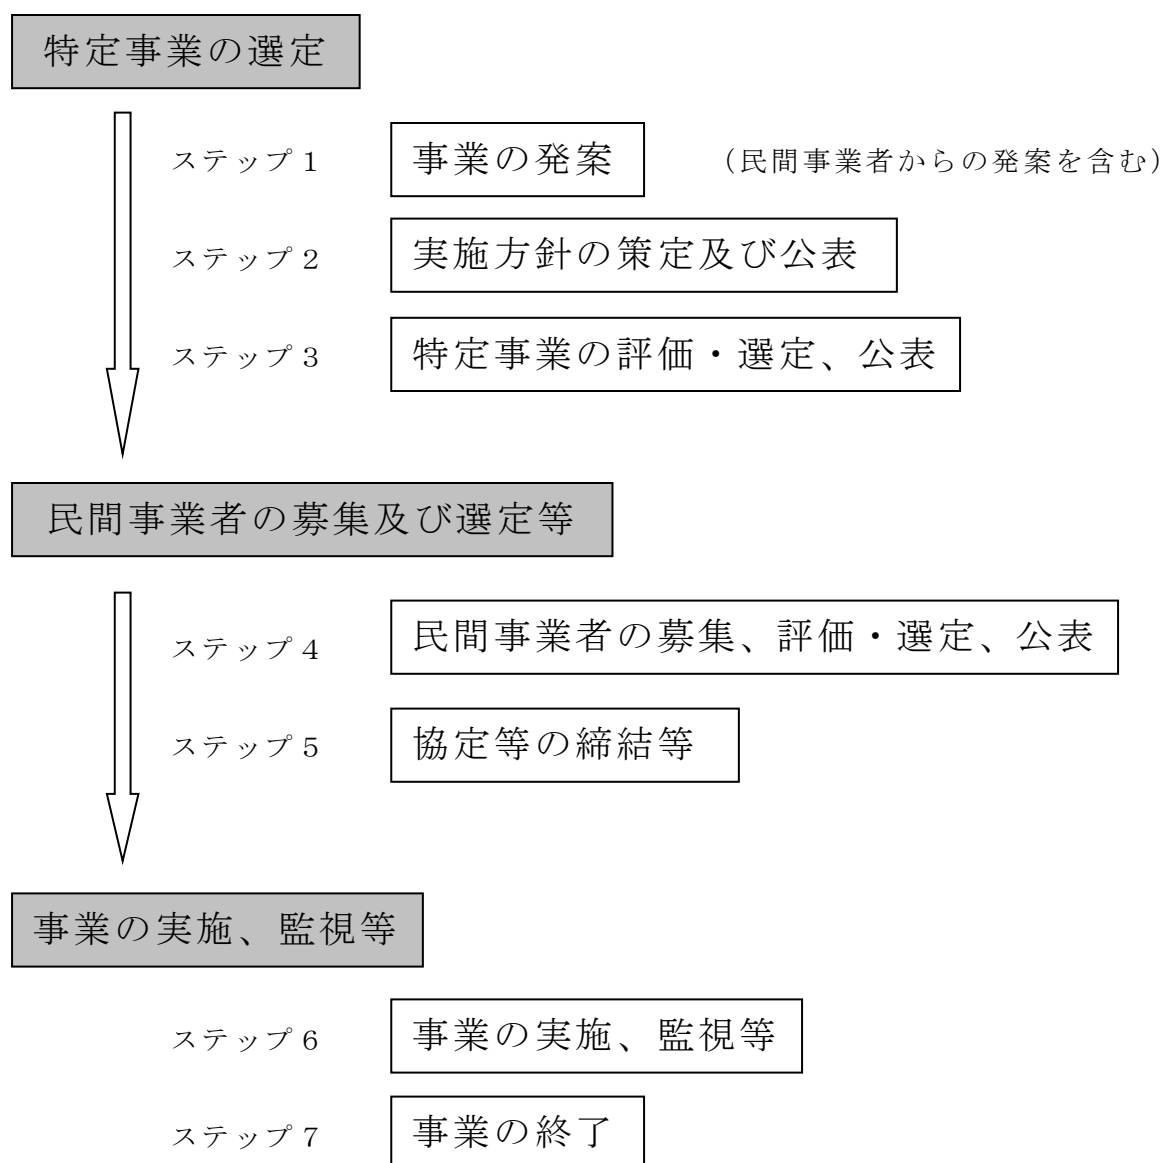 特定事業の選定
ステップ1 事業の発案 (民間事業者からの発案を含む)
ステップ2 実施方針の策定及び公表
ステップ3 特定事業の評価・選定、公表
民間事業者の募集及び選定等
ステップ4 民間事業者の募集、評価・選定、公表
ステップ5 協定等の締結等
事業の実施、監視等
ステップ6 事業の実施、監視等
ステップ7 事業の終了